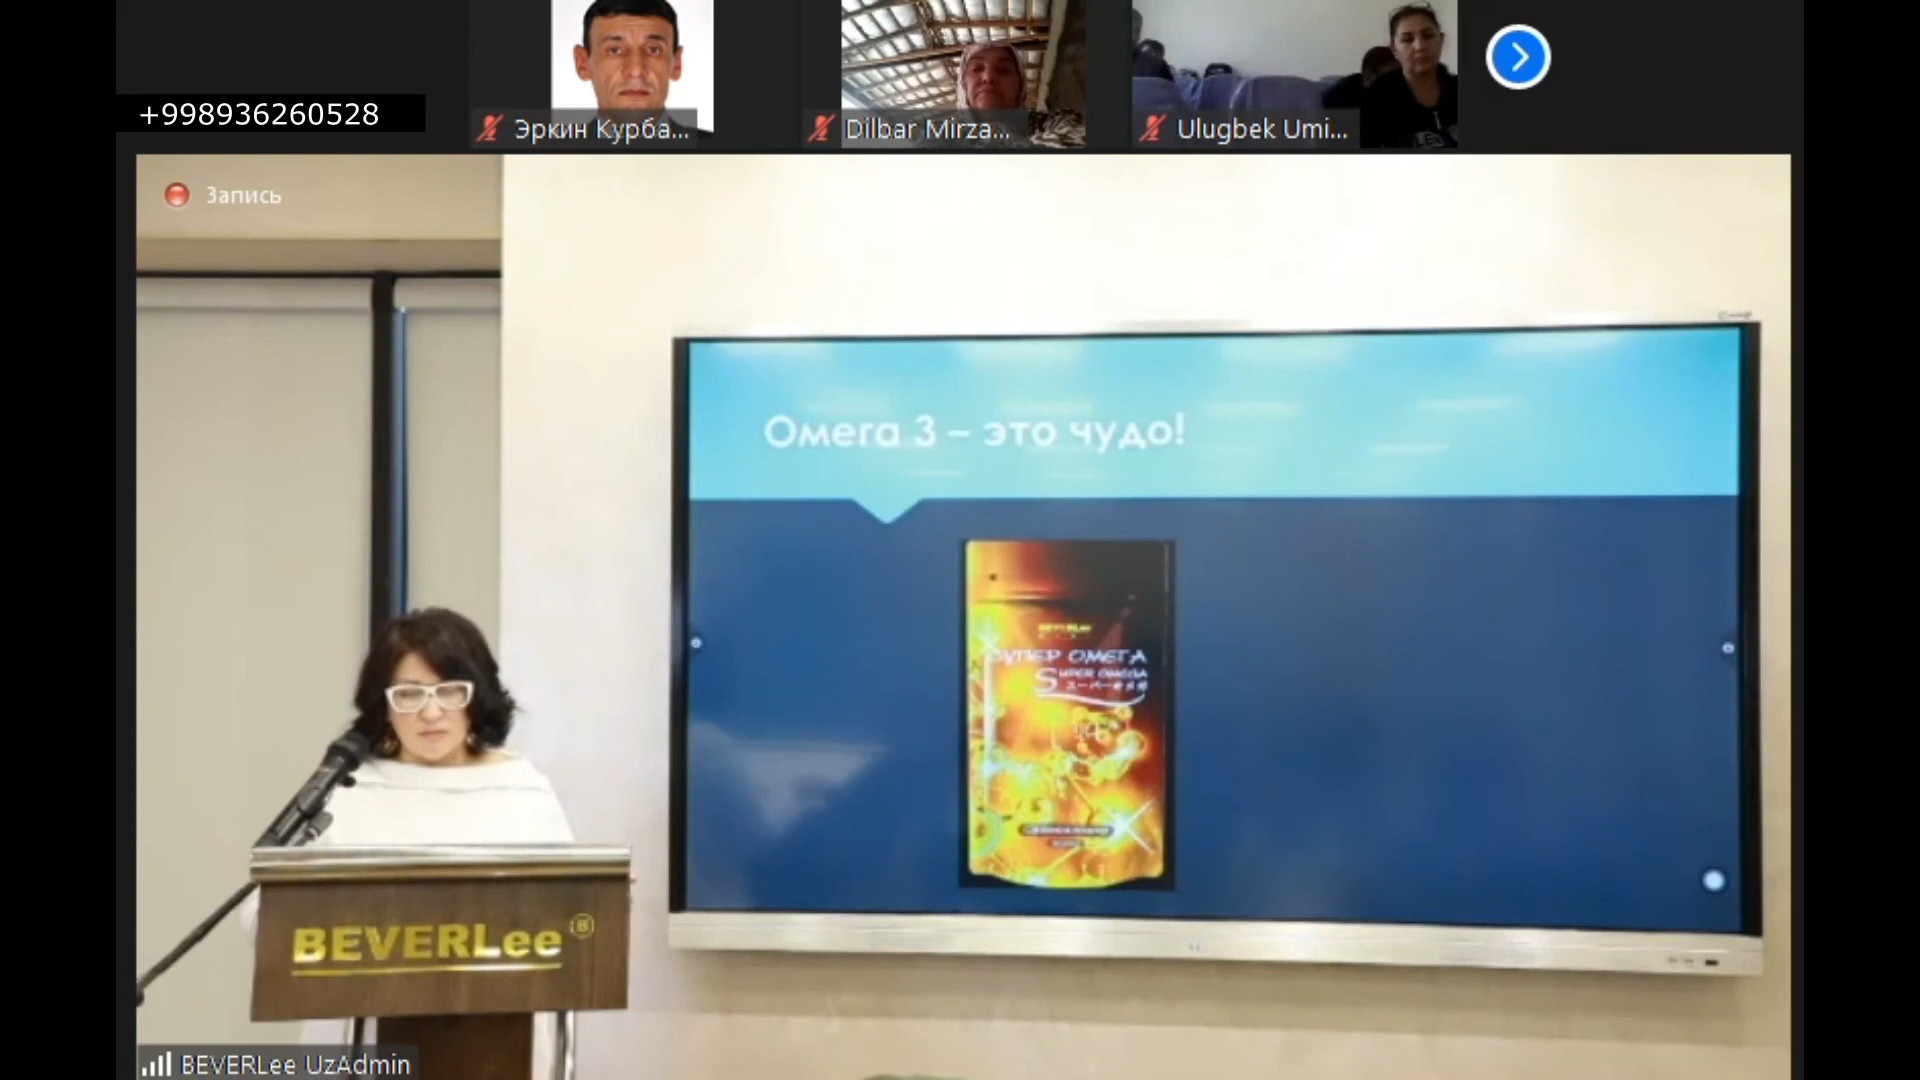 +998936260528
Эркин Курба...
Dilbar Mirza...
Ulugbek Umi...
Запись
Омега 3 – это чудо!
BEVERLee
СУПЕР ОМЕГА
SUPER OMEGA
BEVERLee®
BEVERLee UzAdmin